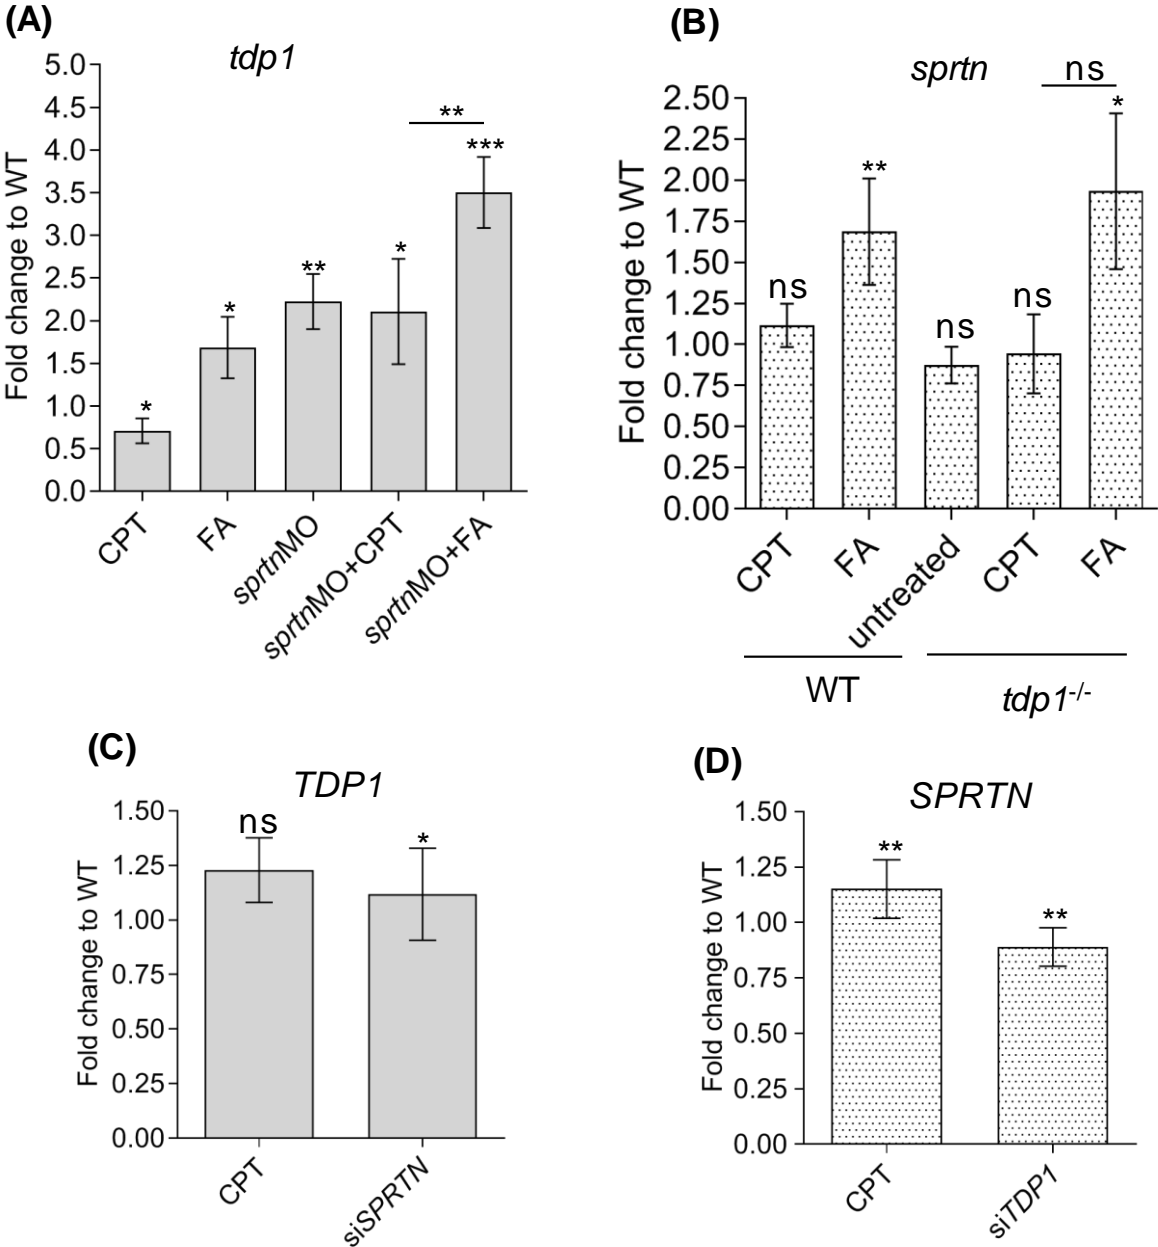 (A)
tdp1
Fold change to WT
5.0
4.5
4.0
3.5
3.0
2.5
2.0
1.5
1.0
0.5
0.0
*
*
**
*
***
**
CPT
FA
sprtnMO
sprtnMO+CPT
sprtnMO+FA
(B)
sprtn
Fold change to WT
2.50
2.25
2.00
1.75
1.50
1.25
1.00
0.75
0.50
0.25
0.00
ns
**
ns
ns
*
ns
CPT
FA
untreated
CPT
FA
WT
tdp1-/-
(C)
TDP1
Fold change to WT
1.50
1.25
1.00
0.75
0.50
0.25
0.00
ns
*
CPT
siSPRTN
(D)
SPRTN
Fold change to WT
1.50
1.25
1.00
0.75
0.50
0.25
0.00
**
**
CPT
siTDP1